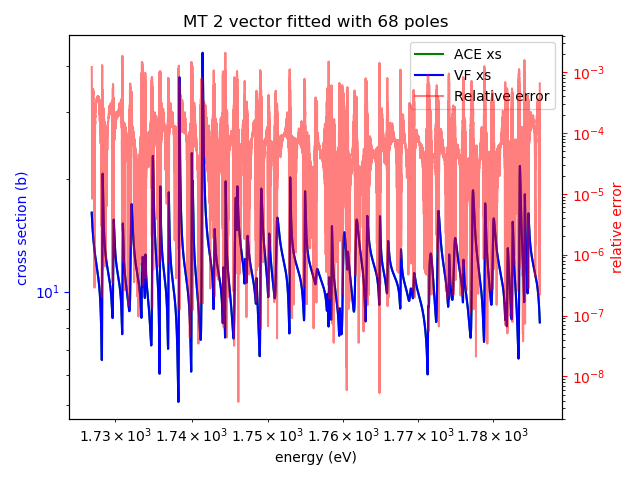 MT 2 vector fitted with 68 poles
ACE xs
VF xs
Relative error
cross section (b)
10¹
10⁻³
10⁻⁴
10⁻⁵
10⁻⁶
10⁻⁷
10⁻⁸
relative error
1.73 × 10³ 1.74 × 10³ 1.75 × 10³ 1.76 × 10³ 1.77 × 10³ 1.78 × 10³
energy (eV)